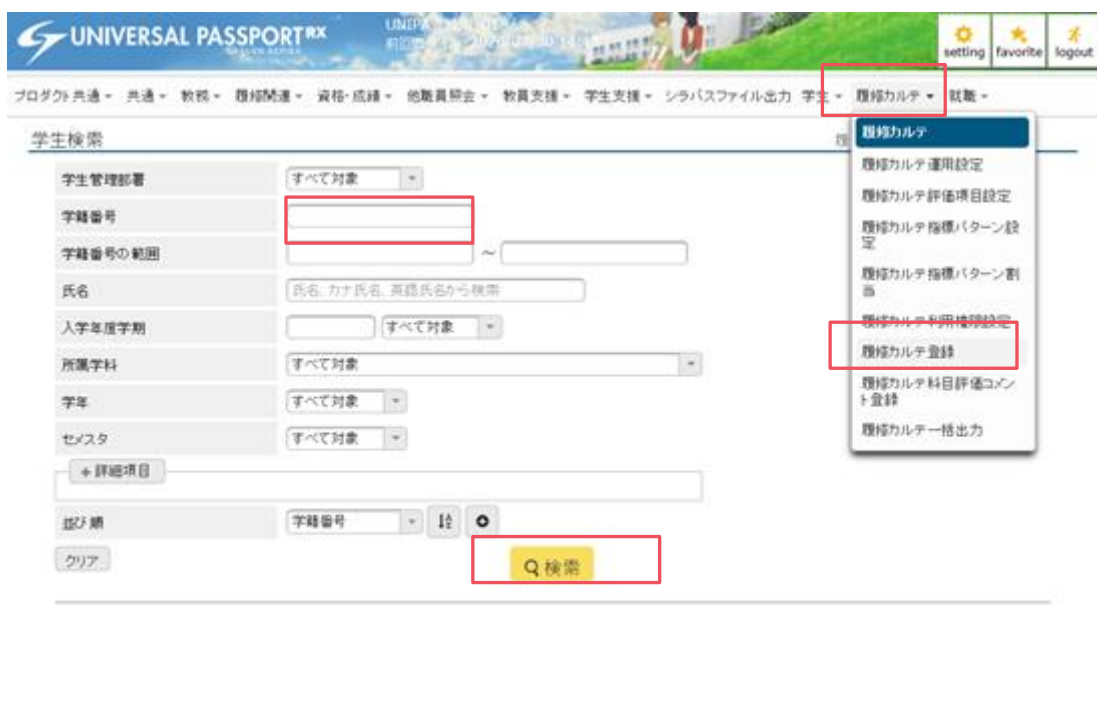 UNIVERSAL PASSPORT RX
UNIPA
setting
favorite
logout
プロダクト共通
共通
教務
履修関連
資格・成績
他職員照会
教員支援
学生支援
シラバスファイル出力
学生
履修カルテ
就職
学生検索
履修カルテ
履修カルテ運用設定
履修カルテ評価項目設定
履修カルテ指標パターン設
定
履修カルテ指標パターン割
当
履修カルテ利用権限設定
履修カルテ登録
履修カルテ科目評価コメン
ト登録
履修カルテ一括出力
学生管理部署
すべて対象
学籍番号
学籍番号の範囲
～
氏名
氏名、カナ氏名、英語氏名から検索
入学年度学期
すべて対象
所属学科
すべて対象
学年
すべて対象
セメスタ
すべて対象
+詳細項目
並び順
学籍番号
クリア
検索